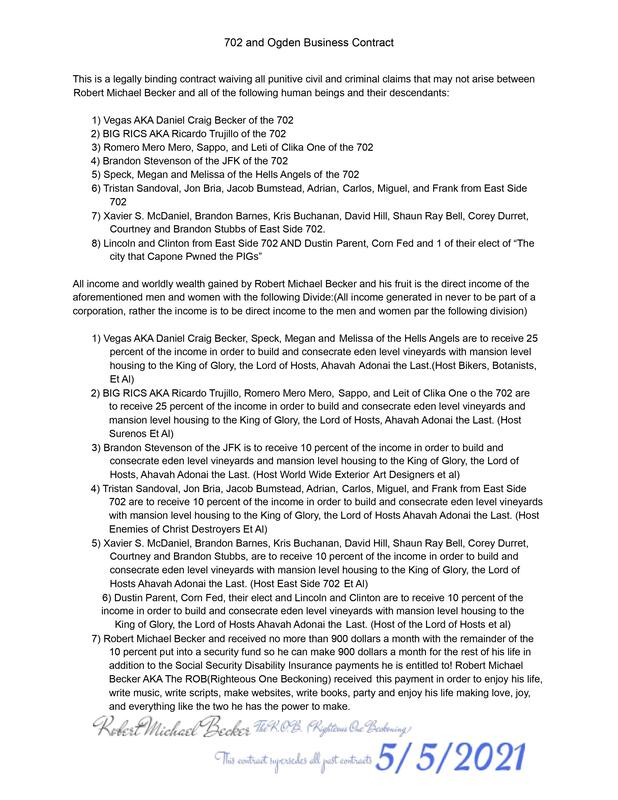 702 and Ogden Business Contract
This is a legally binding contract waiving all punitive civil and criminal claims that may not arise between
Robert Michael Becker and all of the following human beings and their descendants:
1) Vegas AKA Daniel Craig Becker of the 702
2) BIG RICS AKA Ricardo Trujillo of the 702
3) Romero Mero Mero, Sappo, and Leti of Clika One of the 702
4) Brandon Stevenson of the JFK of the 702
5) Speck, Megan and Melissa of the Hells Angels of the 702
6) Tristan Sandoval, Jon Bria, Jacob Bumstead, Adrian, Carlos, Miguel, and Frank from East Side
702
7) Xavier S. McDaniel, Brandon Barnes, Kris Buchanan, David Hill, Shaun Ray Bell, Corey Durret,
Courtney and Brandon Stubbs of East Side 702.
8) Lincoln and Clinton from East Side 702 AND Dustin Parent, Corn Fed and 1 of their elect of “The
city that Capone Pwned the PIGs”
All income and worldly wealth gained by Robert Michael Becker and his fruit is the direct income of the
aforementioned men and women with the following Divide:(All income generated in never to be part of a
corporation, rather the income is to be direct income to the men and women par the following division)
1) Vegas AKA Daniel Craig Becker, Speck, Megan and Melissa of the Hells Angels are to receive 25
percent of the income in order to build and consecrate eden level vineyards with mansion level
housing to the King of Glory, the Lord of Hosts, Ahavah Adonai the Last.(Host Bikers, Botanists,
Et Al)
2) BIG RICS AKA Ricardo Trujillo, Romero Mero Mero, Sappo, and Leit of Clika One o the 702 are
to receive 25 percent of the income in order to build and consecrate eden level vineyards and
mansion level housing to the King of Glory, the Lord of Hosts, Ahavah Adonai the Last. (Host
Surenos Et Al)
3) Brandon Stevenson of the JFK is to receive 10 percent of the income in order to build and
consecrate eden level vineyards and mansion level housing to the King of Glory, the Lord of
Hosts, Ahavah Adonai the Last. (Host World Wide Exterior Art Designers et al)
4) Tristan Sandoval, Jon Bria, Jacob Bumstead, Adrian, Carlos, Miguel, and Frank from East Side
702 are to receive 10 percent of the income in order to build and consecrate eden level vineyards
with mansion level housing to the King of Glory, the Lord of Hosts Ahavah Adonai the Last. (Host
Enemies of Christ Destroyers Et Al)
5) Xavier S. McDaniel, Brandon Barnes, Kris Buchanan, David Hill, Shaun Ray Bell, Corey Durret,
Courtney and Brandon Stubbs, are to receive 10 percent of the income in order to build and
consecrate eden level vineyards with mansion level housing to the King of Glory, the Lord of
Hosts Ahavah Adonai the Last. (Host East Side 702 Et Al)
6) Dustin Parent, Corn Fed, their elect and Lincoln and Clinton are to receive 10 percent of the
income in order to build and consecrate eden level vineyards with mansion level housing to the
King of Glory, the Lord of Hosts Ahavah Adonai the Last. (Host of the Hosts et al)
7) Robert Michael Becker and received no more than 900 dollars a month with the remainder of the
10 percent put into a security fund so he can make 900 dollars a month for the rest of his life in
addition to the Social Security Disability Insurance payments he is entitled to! Robert Michael
Becker AKA The ROB(Righteous One Beckoning) received this payment in order to enjoy his life,
write music, write scripts, make websites, write books, party and enjoy his life making love, joy,
and everything like the two he has the power to make.
Robert Michael Becker The R.O.B. (Righteous One Beckoning)
This contract supersedes all past contracts 5/5/2021